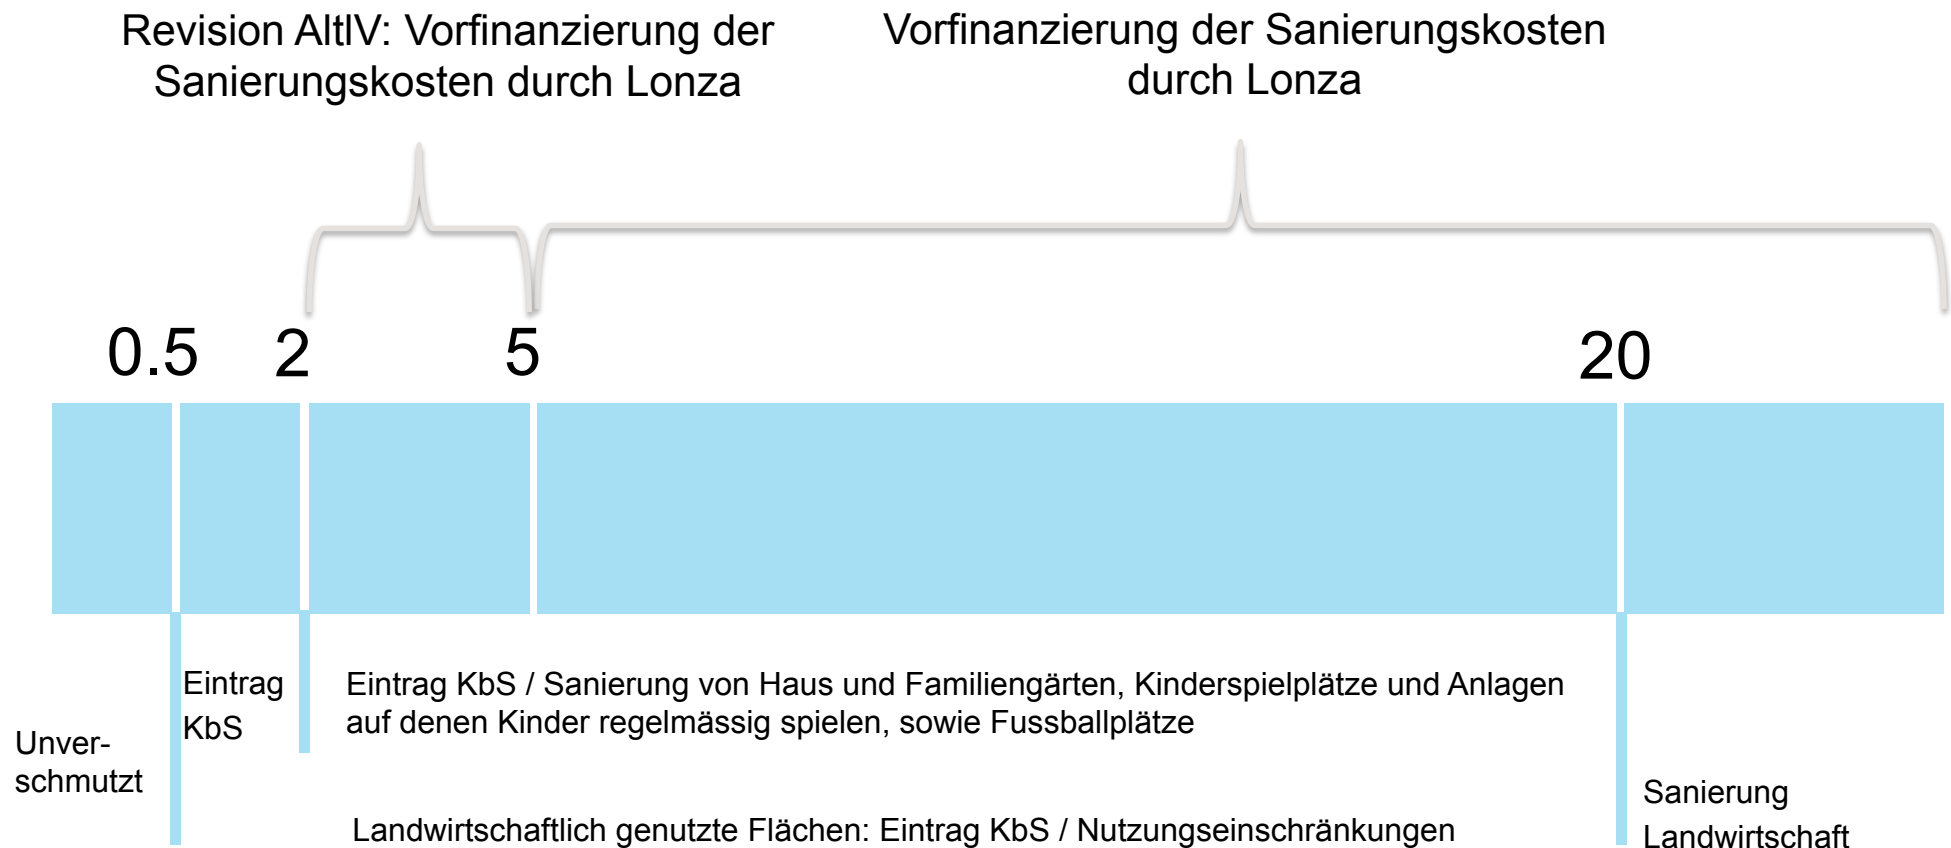 Revision AltlV: Vorfinanzierung der
Sanierungskosten durch Lonza
Vorfinanzierung der Sanierungskosten
durch Lonza
0.5
2
5
20
Unver-
schmutzt
Eintrag
KbS
Eintrag KbS / Sanierung von Haus und Familiengärten, Kinderspielplätze und Anlagen
auf denen Kinder regelmässig spielen, sowie Fussballplätze
Landwirtschaftlich genutzte Flächen: Eintrag KbS / Nutzungseinschränkungen
Sanierung
Landwirtschaft